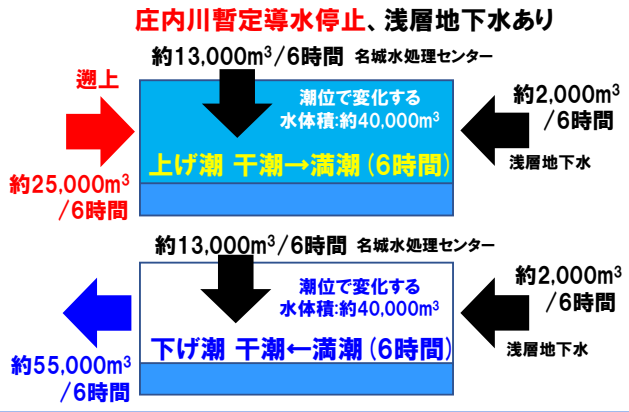 庄内川暫定導水停止、浅層地下水あり
約13,000m³/6時間 名城水処理センター
遡上
潮位で変化する
水体積:約40,000m³
約2,000m³
/6時間
上げ潮 干潮→満潮(6時間)
浅層地下水
約25,000m³
/6時間
約13,000m³/6時間 名城水処理センター
潮位で変化する
水体積:約40,000m³
約2,000m³
/6時間
下げ潮 干潮←満潮(6時間)
浅層地下水
約55,000m³
/6時間